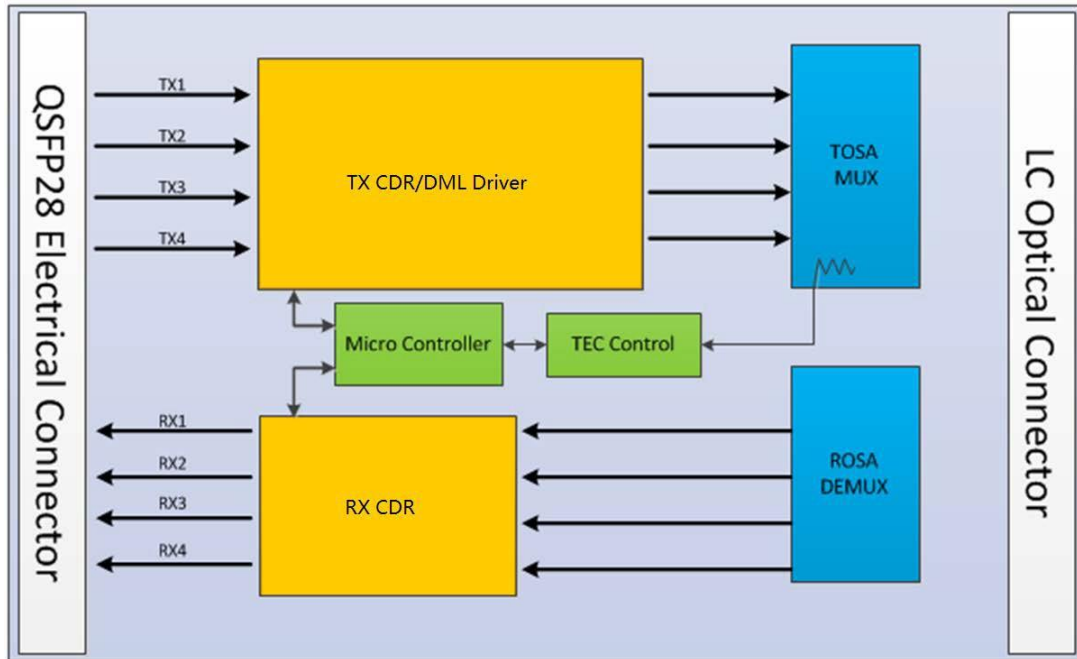 QSFP28 Electrical Connector
TX1
TX2
TX3
TX4
TX CDR/DML Driver
TOSA
MUX
LC Optical Connector
Micro Controller
TEC Control
RX1
RX2
RX3
RX4
RX CDR
ROSA
DEMUX